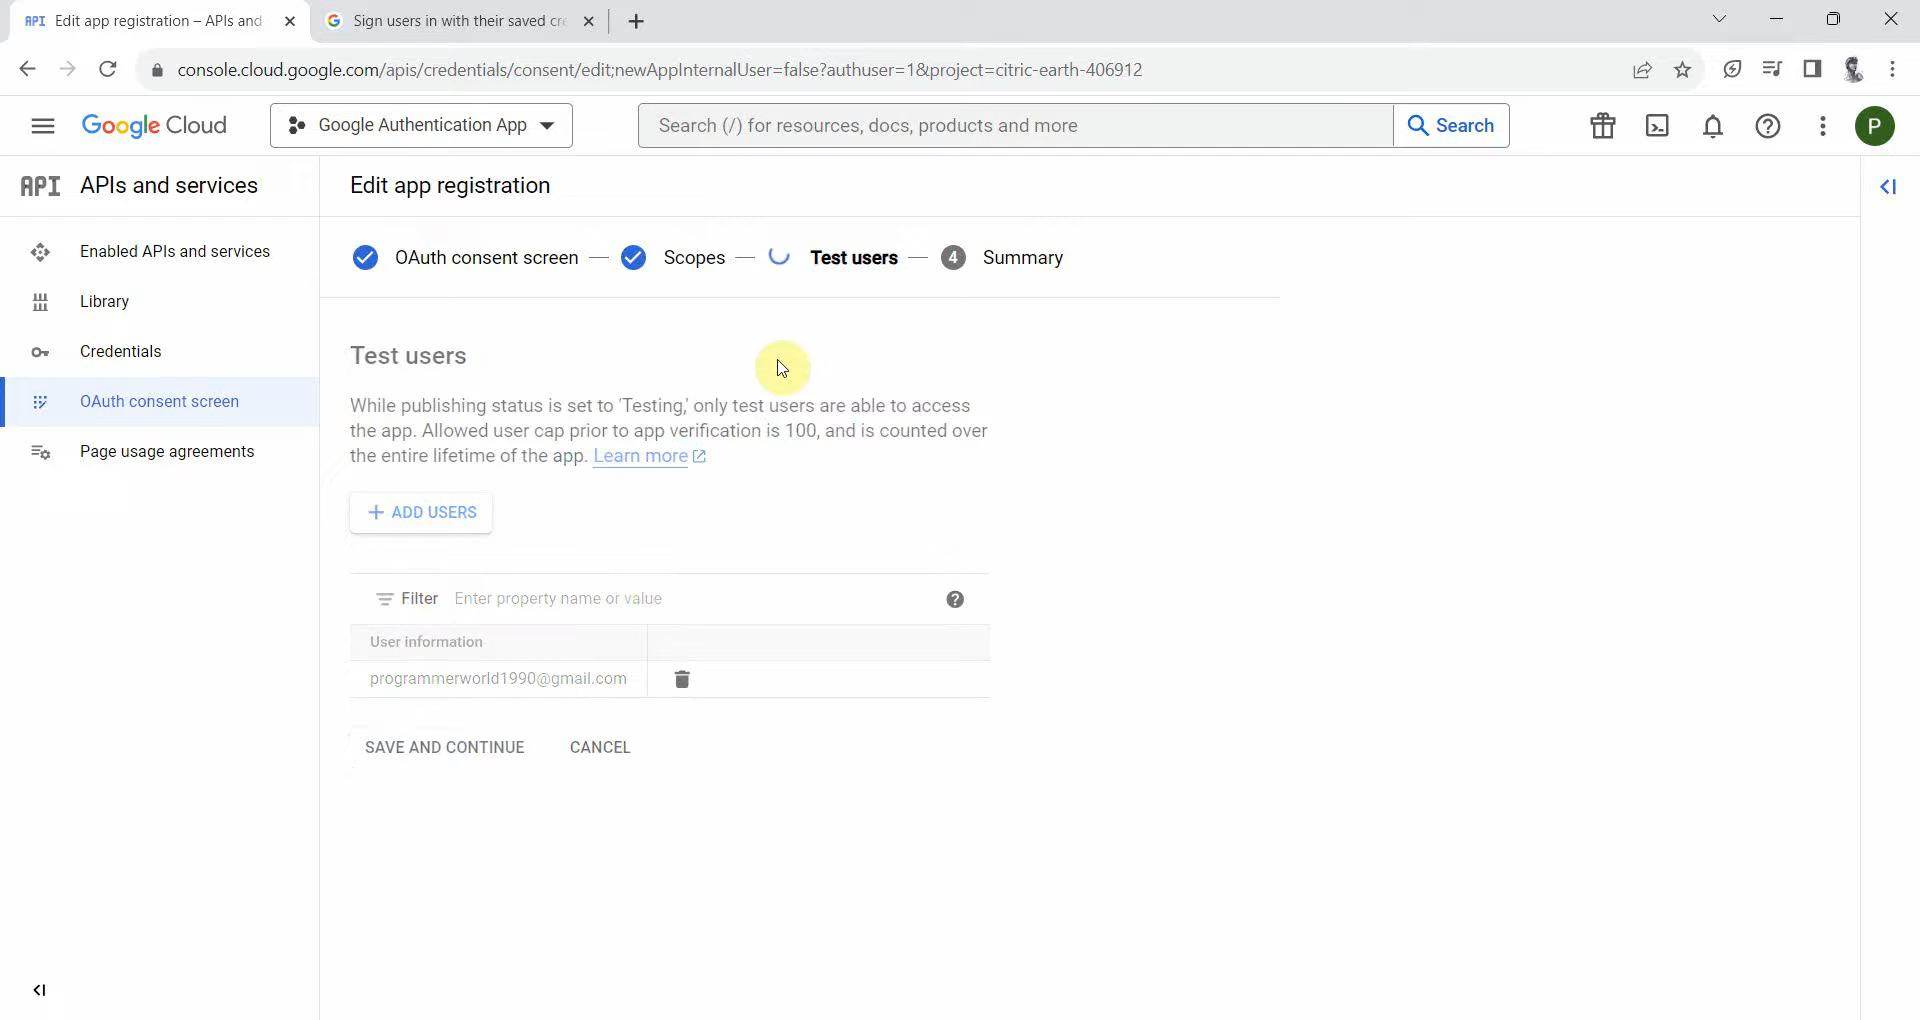 API Edit app registration – APIs and
Sign users in with their saved cre
console.cloud.google.com/apis/credentials/consent/edit;newAppInternalUser=false?authuser=1&project=citric-earth-406912
Google Cloud
Google Authentication App
Search (/) for resources, docs, products and more
Search
P
API APIs and services
Edit app registration
Enabled APIs and services
Library
Credentials
OAuth consent screen
Page usage agreements
OAuth consent screen — Scopes — Test users — 4 Summary
Test users
While publishing status is set to 'Testing,' only test users are able to access
the app. Allowed user cap prior to app verification is 100, and is counted over
the entire lifetime of the app. Learn more
+ ADD USERS
Filter Enter property name or value
User information
programmerworld1990@gmail.com
SAVE AND CONTINUE CANCEL